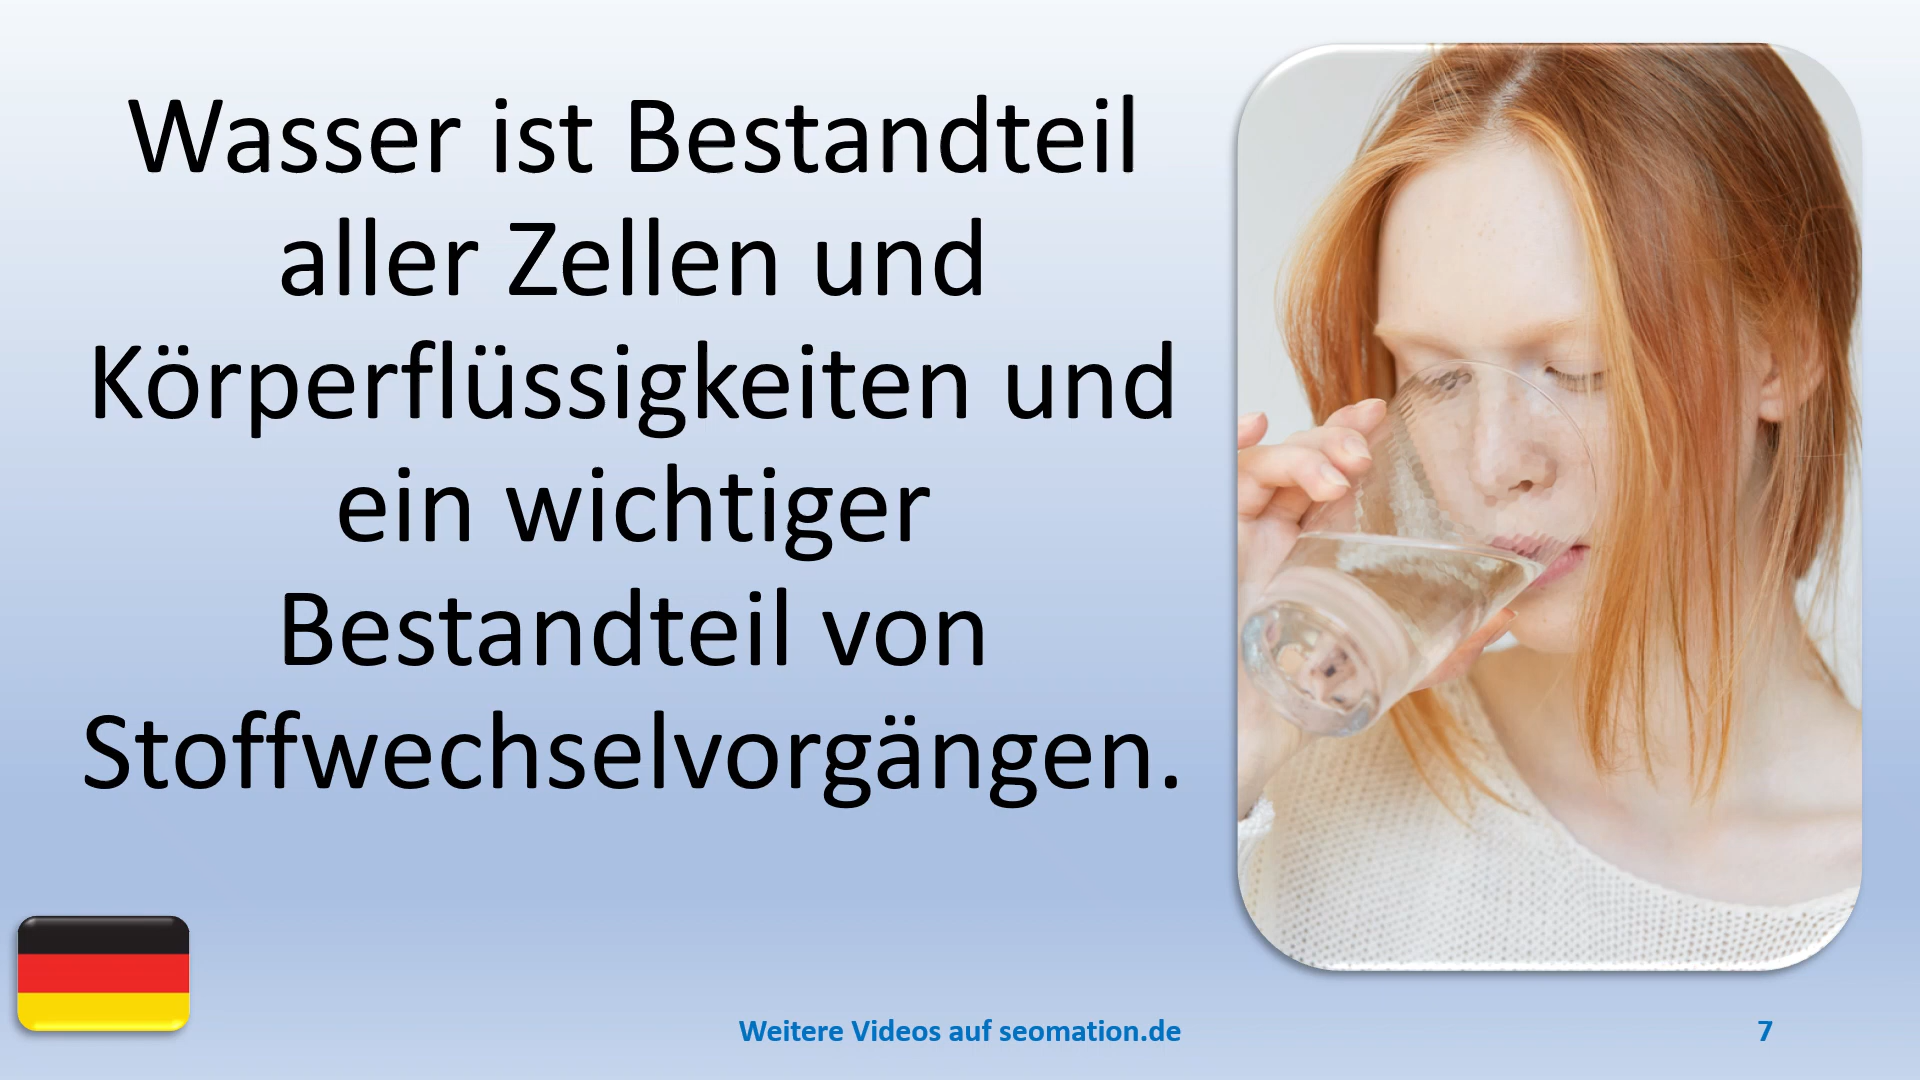 Wasser ist Bestandteil
aller Zellen und
Körperflüssigkeiten und
ein wichtiger
Bestandteil von
Stoffwechselvorgängen.
Weitere Videos auf seomation.de
7